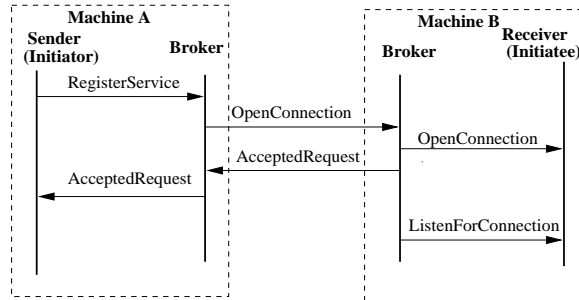 Machine A
Machine B
Sender
(Initiator)
Broker
Broker
Receiver
(Initiatee)
RegisterService
OpenConnection
OpenConnection
AcceptedRequest
AcceptedRequest
ListenForConnection